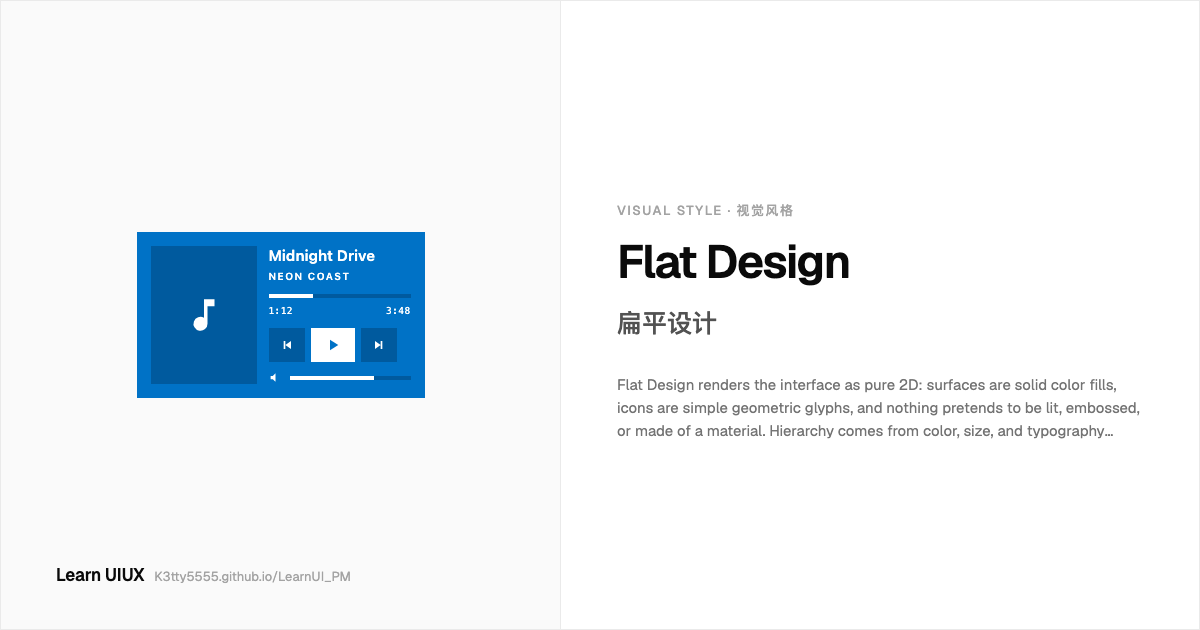 Midnight Drive
NEON COAST
1:12 3:48
VISUAL STYLE · 视觉风格
Flat Design
扁平设计
Flat Design renders the interface as pure 2D: surfaces are solid color fills,
icons are simple geometric glyphs, and nothing pretends to be lit, embossed,
or made of a material. Hierarchy comes from color, size, and typography…
Learn UIUX K3tty5555.github.io/LearnUI_PM